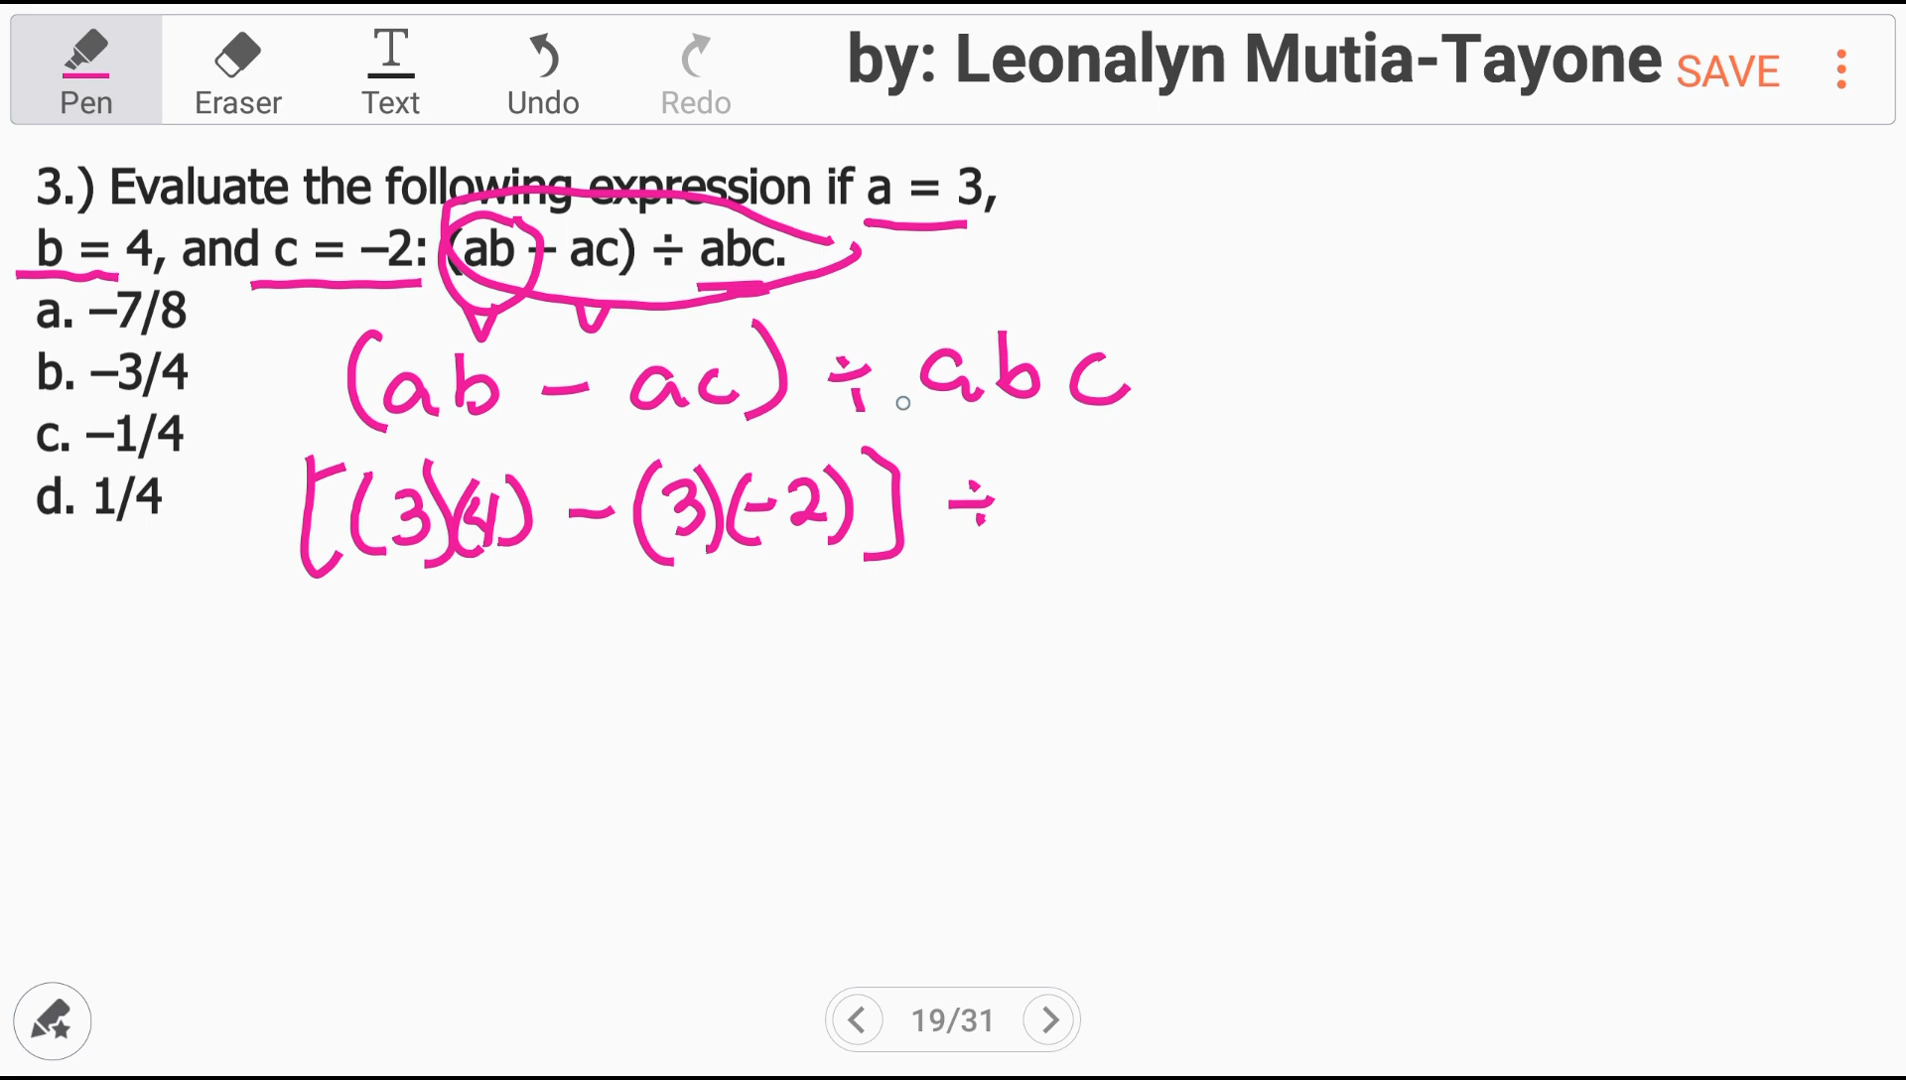 Pen Eraser Text Undo Redo by: Leonalyn Mutia-Tayone SAVE
3.) Evaluate the following expression if a = 3,
b = 4, and c = –2: (ab – ac) ÷ abc.
a. –7/8
b. –3/4
c. –1/4
d. 1/4
(ab – ac) ÷ abc
[(3)(4) – (3)(-2)] ÷
19/31